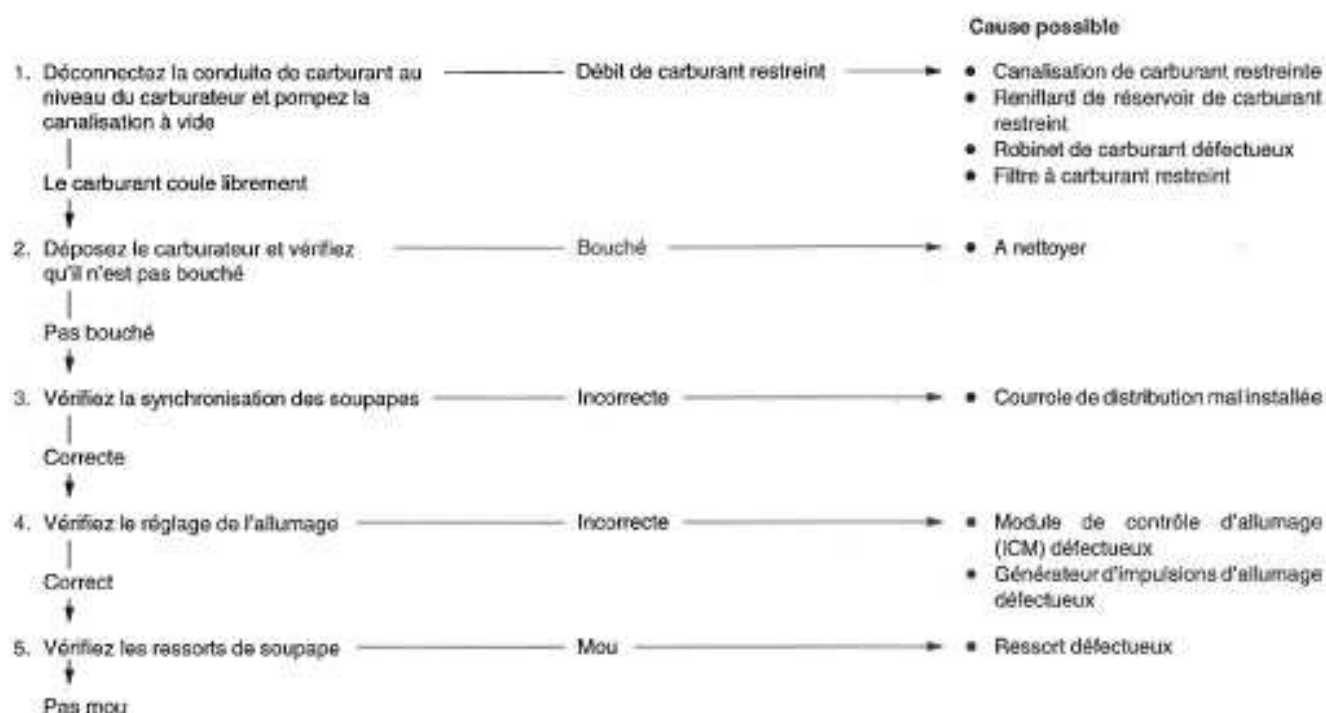 Cause possible
1. Déconnectez la conduite de carburant au
niveau du carburateur et pompez la
canalisation à vide
Débit de carburant restreint
• Canalisation de carburant restreinte
• Reniflard de réservoir de carburant
restreint
• Robinet de carburant défectueux
• Filtre à carburant restreint
Le carburant coule librement
2. Déposez le carburateur et vérifiez
qu'il n'est pas bouché
Bouché
• A nettoyer
Pas bouché
3. Vérifiez la synchronisation des soupapes
Incorrecte
• Courroie de distribution mal installée
Correcte
4. Vérifiez le réglage de l'allumage
Incorrecte
• Module de contrôle d'allumage
(ICM) défectueux
• Générateur d'impulsions d'allumage
défectueux
Correct
5. Vérifiez les ressorts de soupape
Mou
• Ressort défectueux
Pas mou